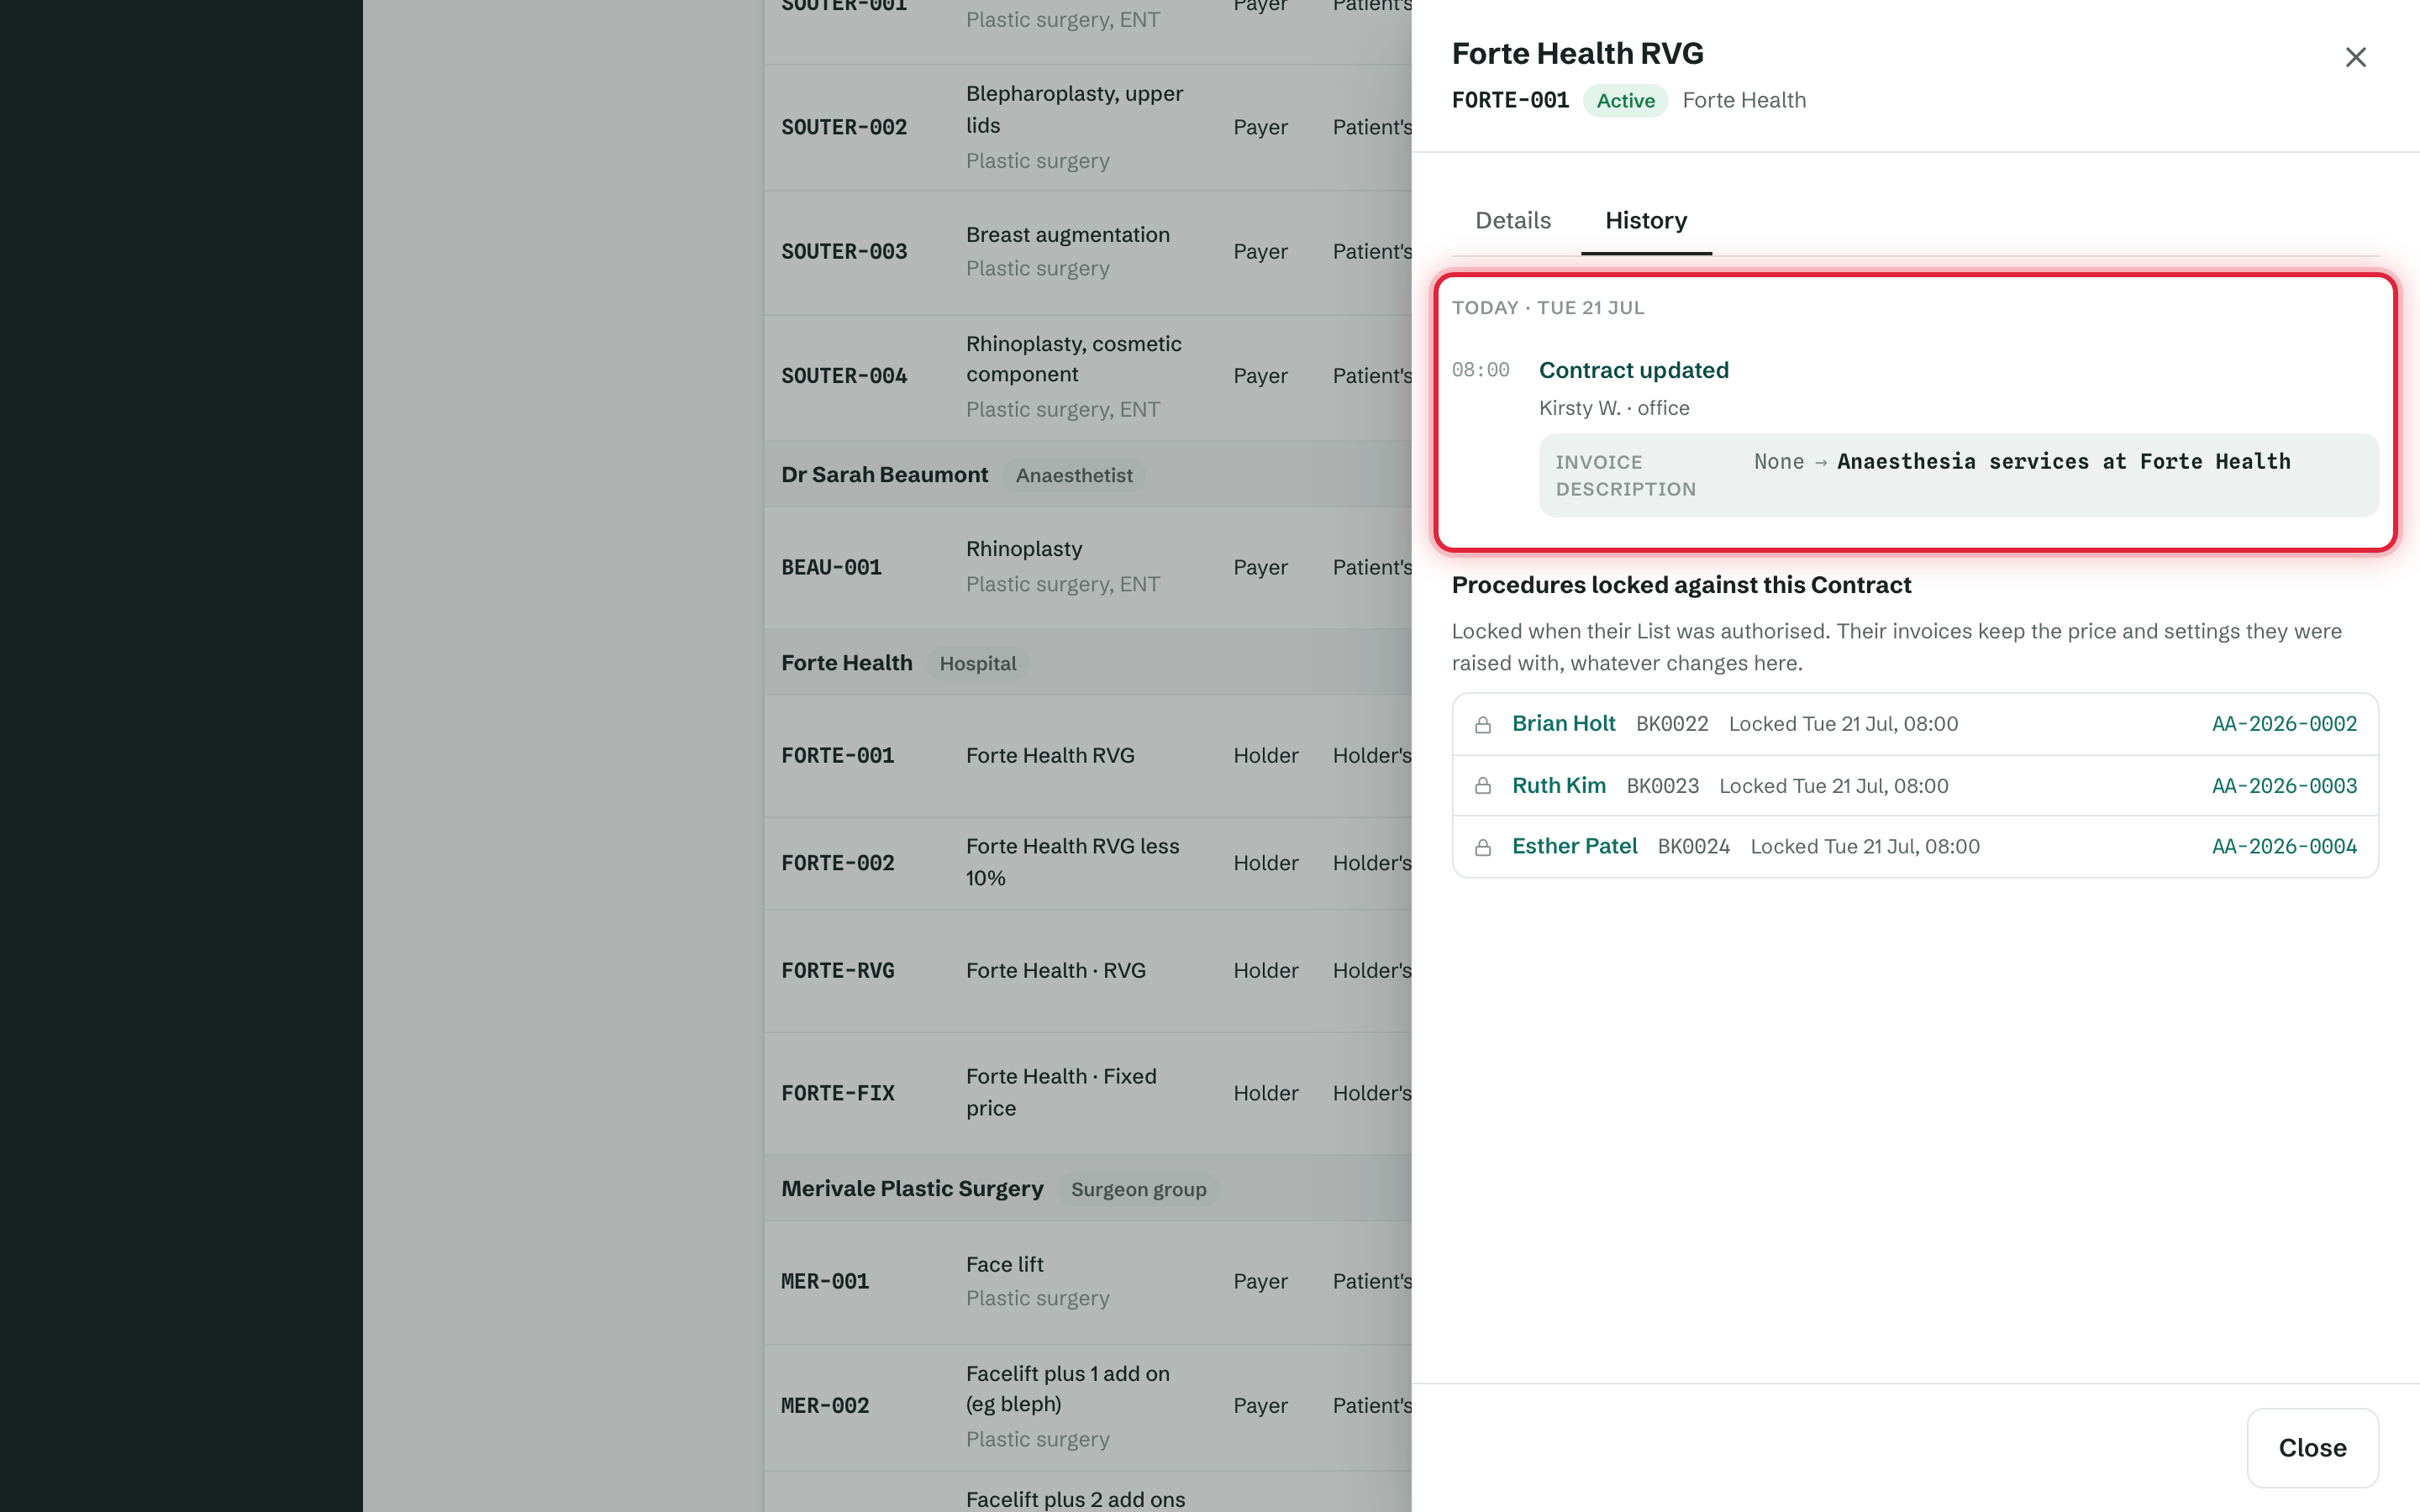 SOUTER-001
Plastic surgery, ENT
Payer
Patient's
SOUTER-002
Blepharoplasty, upper
lids
Plastic surgery
Payer
Patient's
SOUTER-003
Breast augmentation
Plastic surgery
Payer
Patient's
SOUTER-004
Rhinoplasty, cosmetic
component
Plastic surgery, ENT
Payer
Patient's
Dr Sarah Beaumont Anaesthetist
BEAU-001
Rhinoplasty
Plastic surgery, ENT
Payer
Patient's
Forte Health Hospital
FORTE-001
Forte Health RVG
Holder
Holder's
FORTE-002
Forte Health RVG less
10%
Holder
Holder's
FORTE-RVG
Forte Health · RVG
Holder
Holder's
FORTE-FIX
Forte Health · Fixed
price
Holder
Holder's
Merivale Plastic Surgery Surgeon group
MER-001
Face lift
Plastic surgery
Payer
Patient's
MER-002
Facelift plus 1 add on
(eg bleph)
Plastic surgery
Payer
Patient's
Facelift plus 2 add ons
Forte Health RVG
FORTE-001 Active Forte Health
Details History
TODAY · TUE 21 JUL
08:00 Contract updated
Kirsty W. · office
INVOICE
DESCRIPTION
None → Anaesthesia services at Forte Health
Procedures locked against this Contract
Locked when their List was authorised. Their invoices keep the price and settings they were
raised with, whatever changes here.
Brian Holt BK0022 Locked Tue 21 Jul, 08:00 AA-2026-0002
Ruth Kim BK0023 Locked Tue 21 Jul, 08:00 AA-2026-0003
Esther Patel BK0024 Locked Tue 21 Jul, 08:00 AA-2026-0004
Close